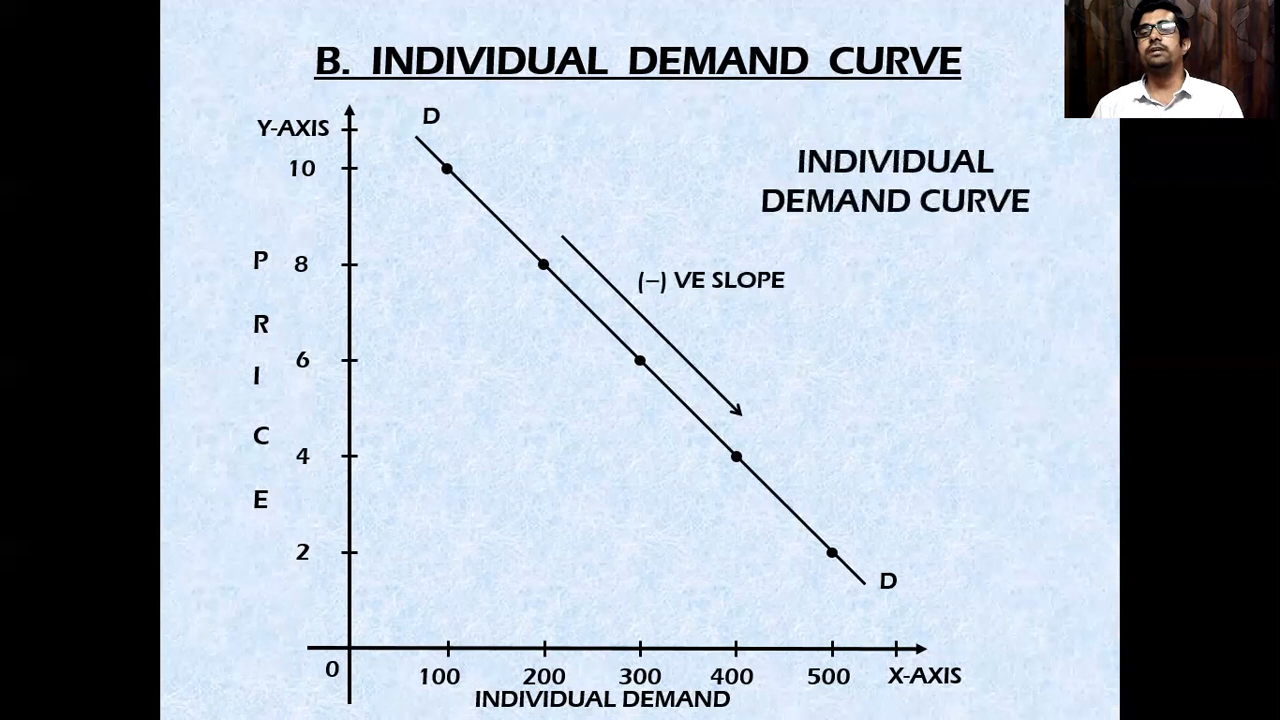 B. INDIVIDUAL DEMAND CURVE
D
Y-AXIS
10
INDIVIDUAL
DEMAND CURVE
P
8
(–) VE SLOPE
R
6
I
C
4
E
2
D
0
100 200 300 400 500 X-AXIS
INDIVIDUAL DEMAND